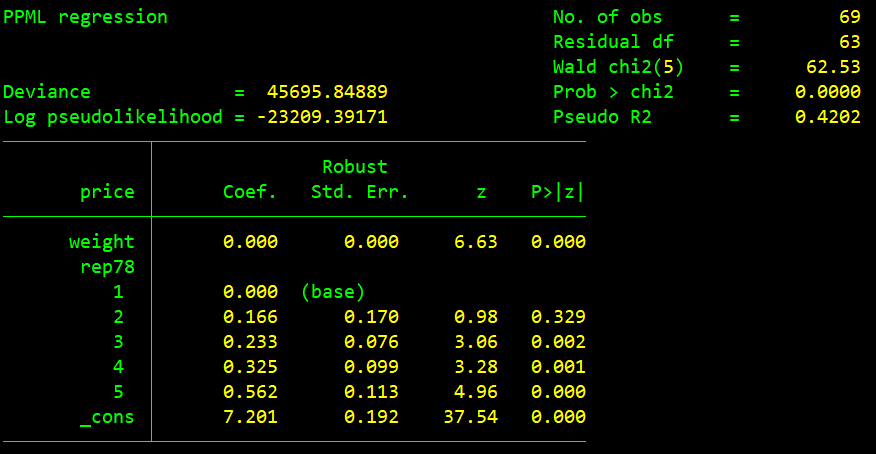 PPML regression No. of obs = 69
Residual df = 63
Wald chi2(5) = 62.53
Deviance = 45695.84889 Prob > chi2 = 0.0000
Log pseudolikelihood = -23209.39171 Pseudo R2 = 0.4202
Robust
price Coef. Std. Err. z P>|z|
weight 0.000 0.000 6.63 0.000
rep78
1 0.000 (base)
2 0.166 0.170 0.98 0.329
3 0.233 0.076 3.06 0.002
4 0.325 0.099 3.28 0.001
5 0.562 0.113 4.96 0.000
_cons 7.201 0.192 37.54 0.000